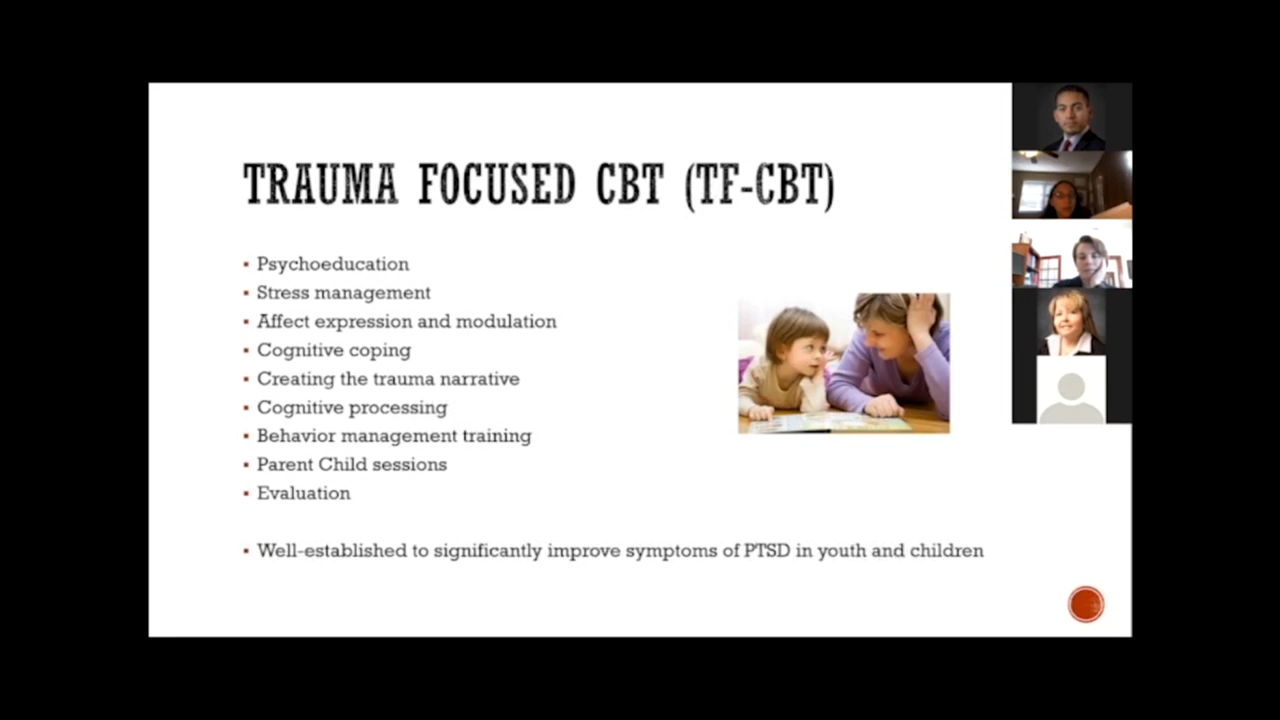 TRAUMA FOCUSED CBT (TF-CBT)
Psychoeducation
Stress management
Affect expression and modulation
Cognitive coping
Creating the trauma narrative
Cognitive processing
Behavior management training
Parent Child sessions
Evaluation
Well-established to significantly improve symptoms of PTSD in youth and children